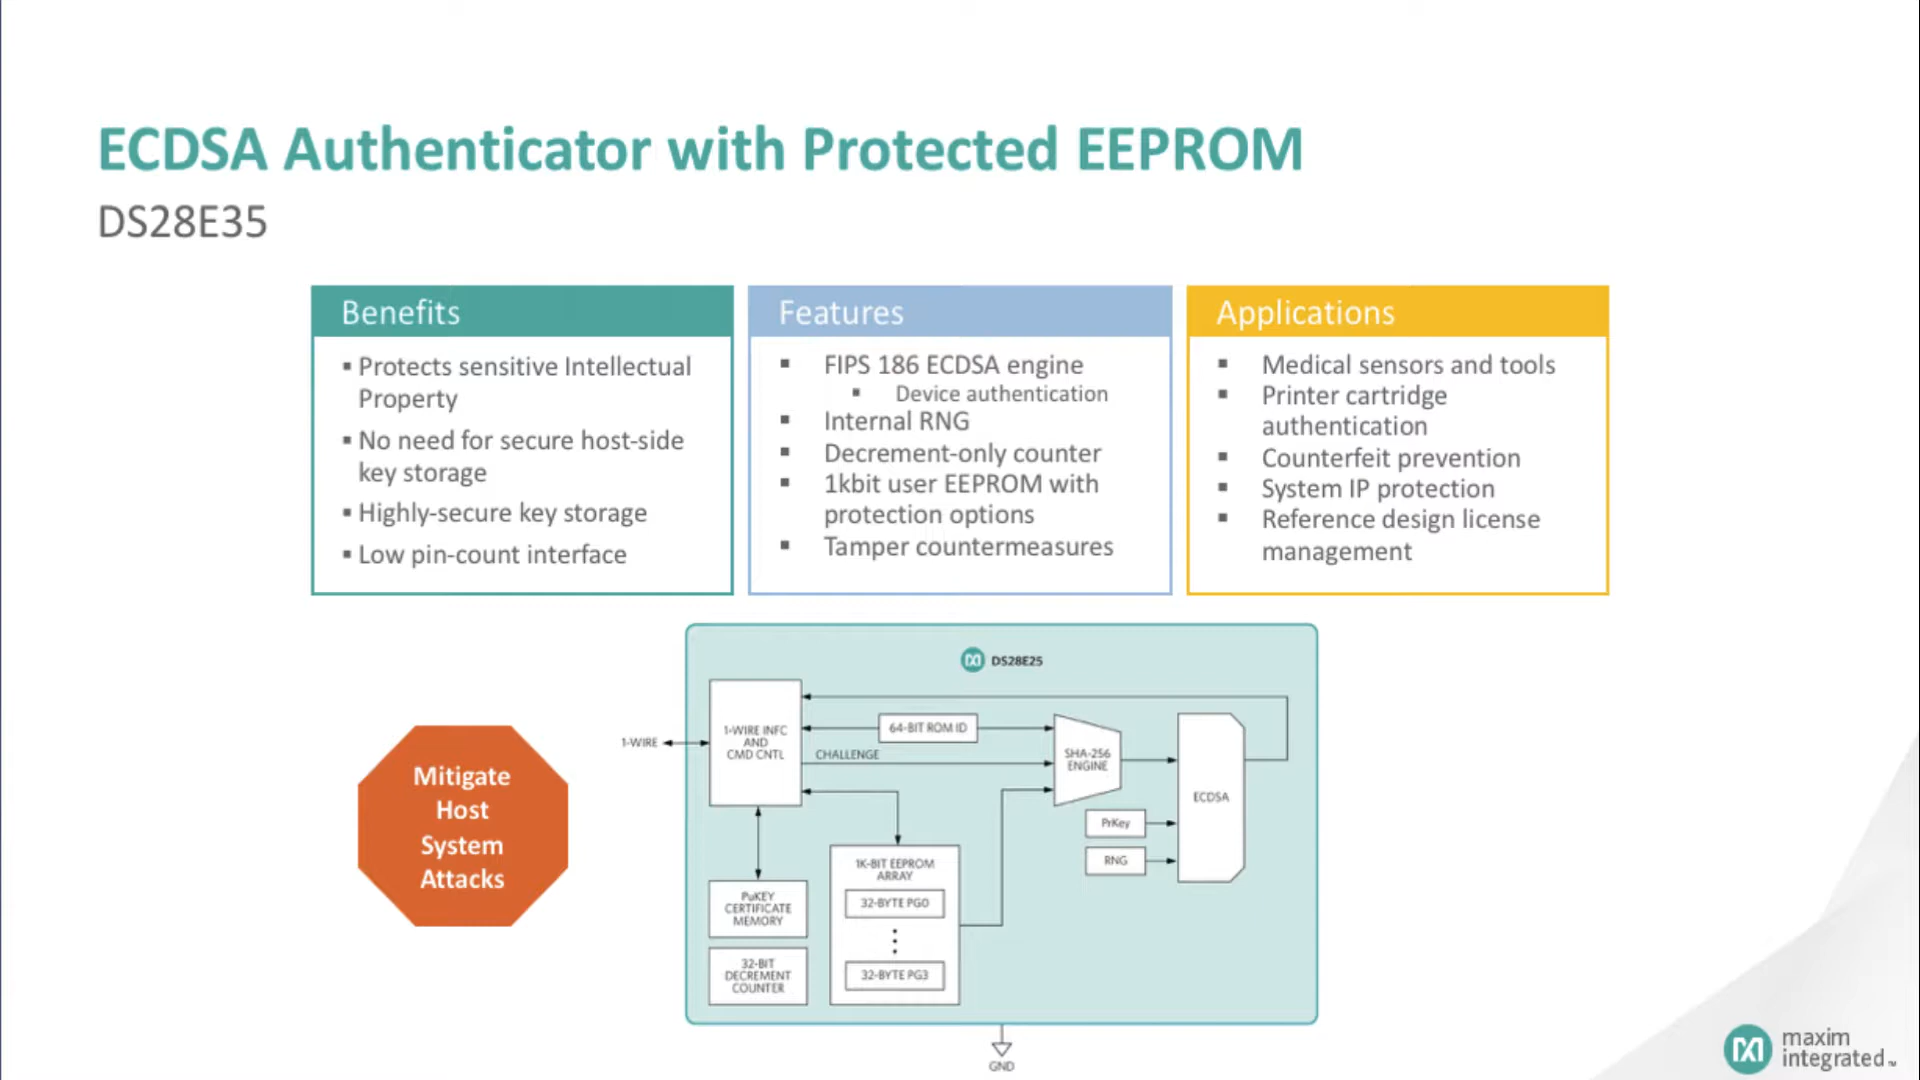 ECDSA Authenticator with Protected EEPROM
DS28E35
Benefits
▪ Protects sensitive Intellectual
Property
▪ No need for secure host-side
key storage
▪ Highly-secure key storage
▪ Low pin-count interface
Features
▪ FIPS 186 ECDSA engine
▪ Device authentication
▪ Internal RNG
▪ Decrement-only counter
▪ 1kbit user EEPROM with
protection options
▪ Tamper countermeasures
Applications
▪ Medical sensors and tools
▪ Printer cartridge
authentication
▪ Counterfeit prevention
▪ System IP protection
▪ Reference design license
management
Mitigate
Host
System
Attacks
DS28E25
1-WIRE
1-WIRE INFC
AND
CMD CNTL
64-BIT ROM ID
CHALLENGE
SHA-256
ENGINE
ECDSA
PrKey
RNG
1K-BIT EEPROM
ARRAY
32-BYTE PG0
32-BYTE PG3
PuKEY
CERTIFICATE
MEMORY
32-BIT
DECREMENT
COUNTER
GND
maxim
integrated™